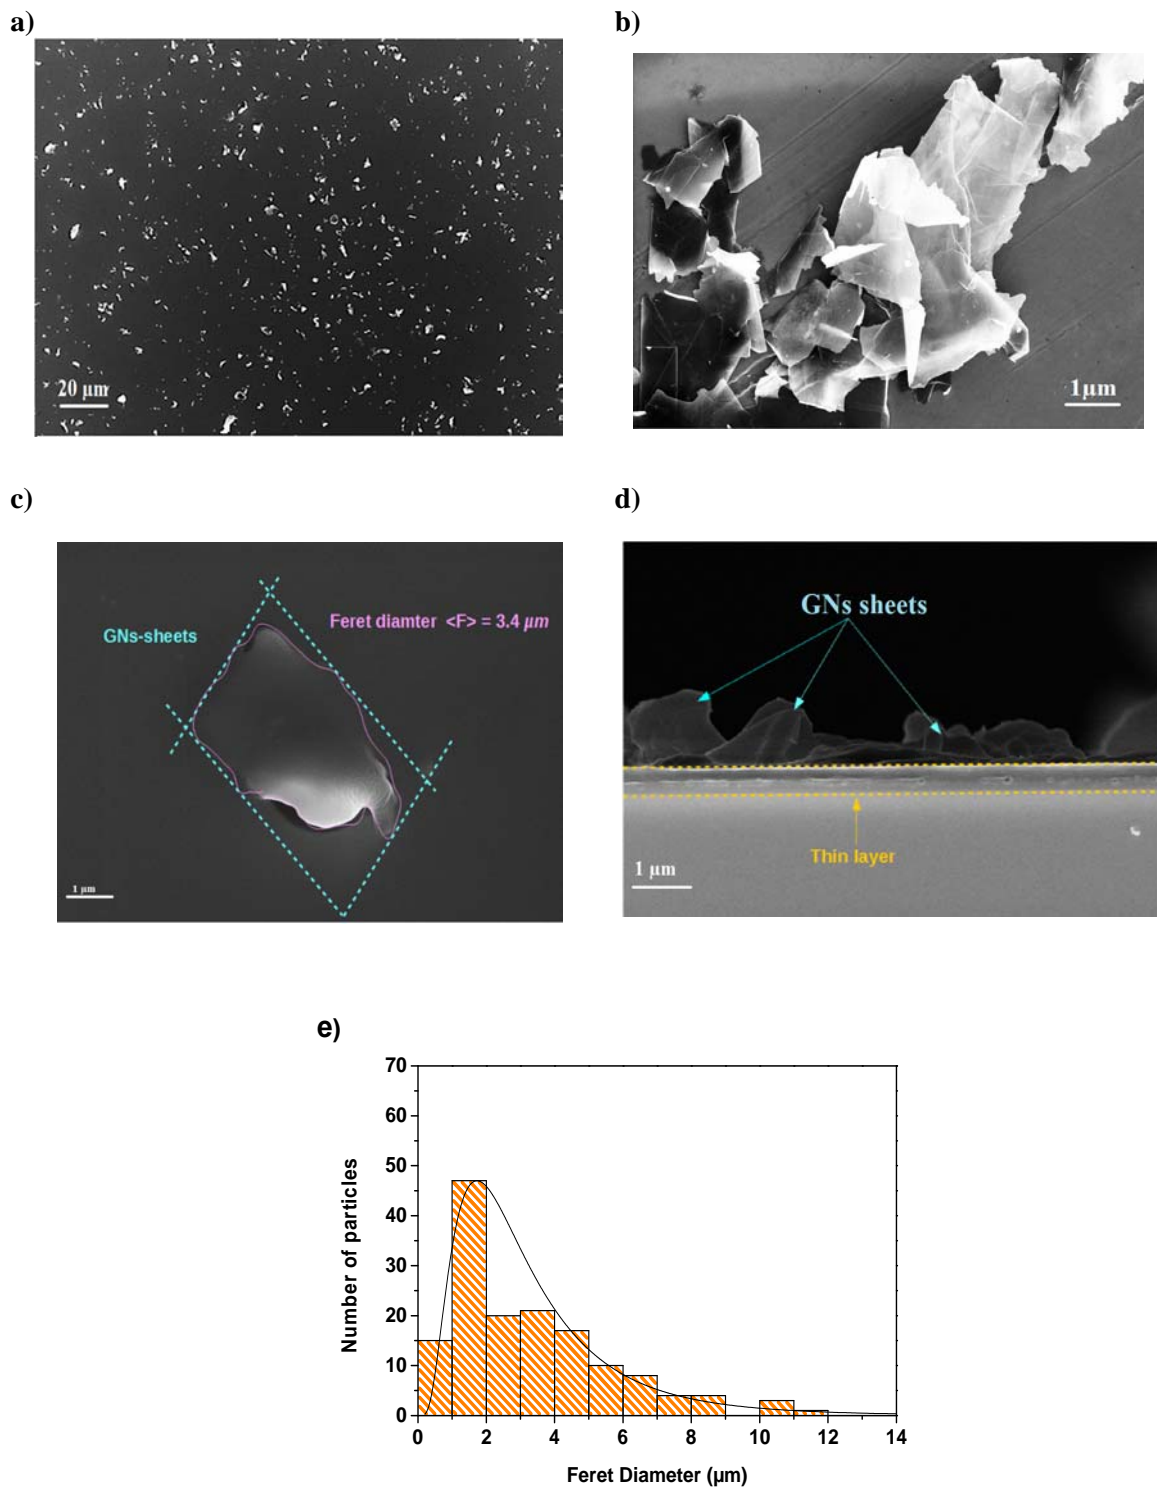 a)
b)
20 µm
1µm
c)
d)
GNs-sheets
Feret diamter <F> = 3.4 µm
1 µm
GNs sheets
Thin layer
1 µm
e)
70
60
50
40
30
20
10
0
Number of particles
0 2 4 6 8 10 12 14
Feret Diameter (µm)